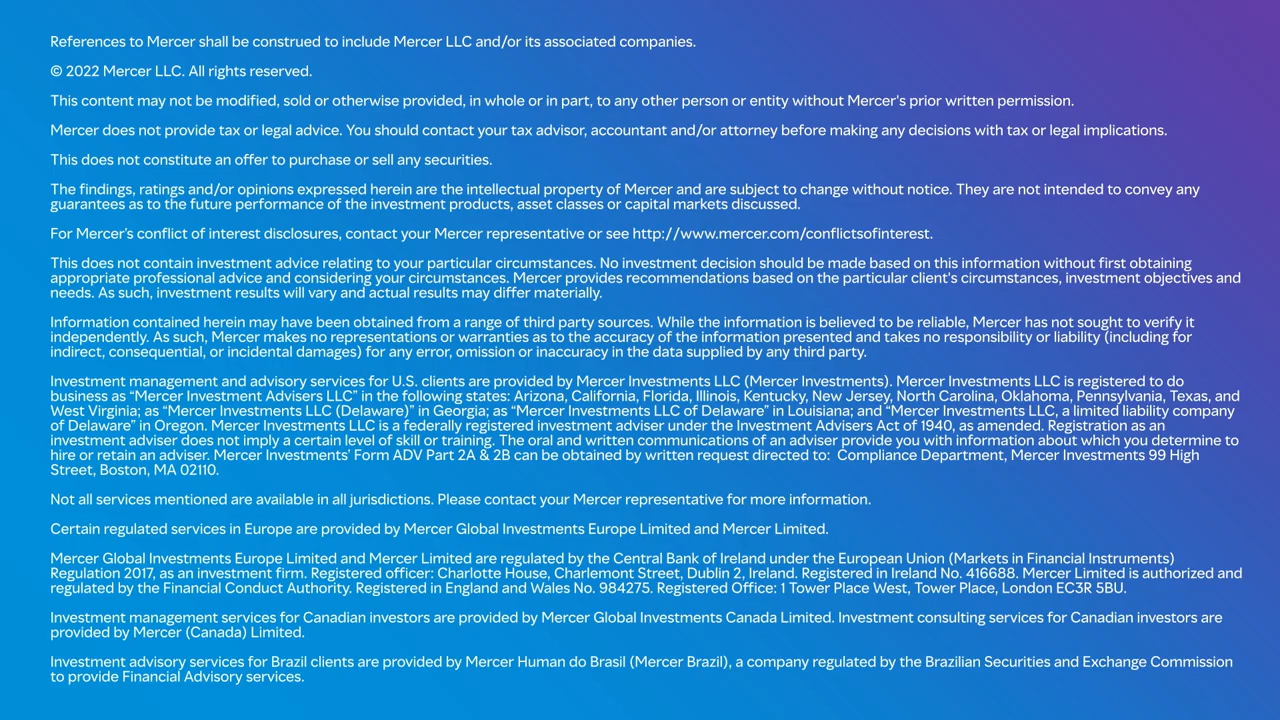 References to Mercer shall be construed to include Mercer LLC and/or its associated companies.
© 2022 Mercer LLC. All rights reserved.
This content may not be modified, sold or otherwise provided, in whole or in part, to any other person or entity without Mercer's prior written permission.
Mercer does not provide tax or legal advice. You should contact your tax advisor, accountant and/or attorney before making any decisions with tax or legal implications.
This does not constitute an offer to purchase or sell any securities.
The findings, ratings and/or opinions expressed herein are the intellectual property of Mercer and are subject to change without notice. They are not intended to convey any
guarantees as to the future performance of the investment products, asset classes or capital markets discussed.
For Mercer’s conflict of interest disclosures, contact your Mercer representative or see http://www.mercer.com/conflictsofinterest.
This does not contain investment advice relating to your particular circumstances. No investment decision should be made based on this information without first obtaining
appropriate professional advice and considering your circumstances. Mercer provides recommendations based on the particular client's circumstances, investment objectives and
needs. As such, investment results will vary and actual results may differ materially.
Information contained herein may have been obtained from a range of third party sources. While the information is believed to be reliable, Mercer has not sought to verify it
independently. As such, Mercer makes no representations or warranties as to the accuracy of the information presented and takes no responsibility or liability (including for
indirect, consequential, or incidental damages) for any error, omission or inaccuracy in the data supplied by any third party.
Investment management and advisory services for U.S. clients are provided by Mercer Investments LLC (Mercer Investments). Mercer Investments LLC is registered to do
business as “Mercer Investment Advisers LLC” in the following states: Arizona, California, Florida, Illinois, Kentucky, New Jersey, North Carolina, Oklahoma, Pennsylvania, Texas, and
West Virginia; as “Mercer Investments LLC (Delaware)” in Georgia; as “Mercer Investments LLC of Delaware” in Louisiana; and “Mercer Investments LLC, a limited liability company
of Delaware” in Oregon. Mercer Investments LLC is a federally registered investment adviser under the Investment Advisers Act of 1940, as amended. Registration as an
investment adviser does not imply a certain level of skill or training. The oral and written communications of an adviser provide you with information about which you determine to
hire or retain an adviser. Mercer Investments’ Form ADV Part 2A & 2B can be obtained by written request directed to:  Compliance Department, Mercer Investments 99 High
Street, Boston, MA 02110.
Not all services mentioned are available in all jurisdictions. Please contact your Mercer representative for more information.
Certain regulated services in Europe are provided by Mercer Global Investments Europe Limited and Mercer Limited.
Mercer Global Investments Europe Limited and Mercer Limited are regulated by the Central Bank of Ireland under the European Union (Markets in Financial Instruments)
Regulation 2017, as an investment firm. Registered officer: Charlotte House, Charlemont Street, Dublin 2, Ireland. Registered in Ireland No. 416688. Mercer Limited is authorized and
regulated by the Financial Conduct Authority. Registered in England and Wales No. 984275. Registered Office: 1 Tower Place West, Tower Place, London EC3R 5BU.
Investment management services for Canadian investors are provided by Mercer Global Investments Canada Limited. Investment consulting services for Canadian investors are
provided by Mercer (Canada) Limited.
Investment advisory services for Brazil clients are provided by Mercer Human do Brasil (Mercer Brazil), a company regulated by the Brazilian Securities and Exchange Commission
to provide Financial Advisory services.